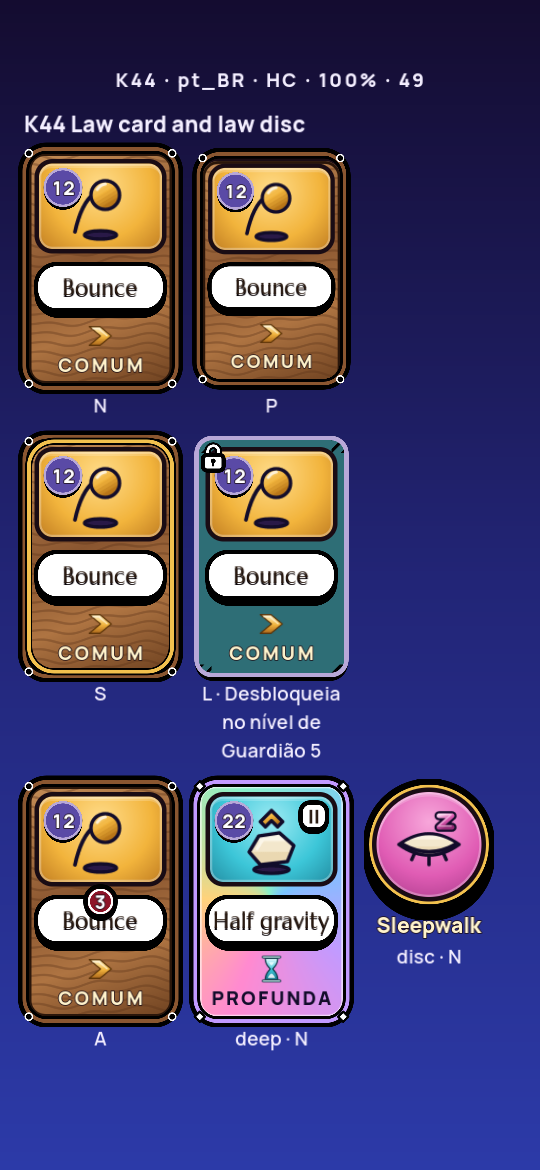 K44 · pt_BR · HC · 100% · 49
K44 Law card and law disc
12
Bounce
COMUM
N
12
Bounce
COMUM
P
12
Bounce
COMUM
S
12
Bounce
COMUM
L · Desbloqueia
no nível de
Guardião 5
12
3
Bounce
COMUM
A
22
Half gravity
PROFUNDA
deep · N
Z
Sleepwalk
disc · N